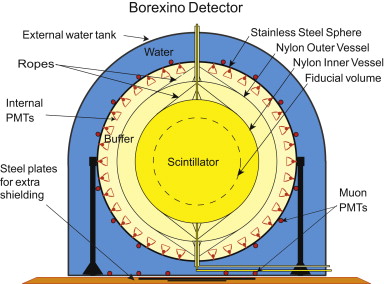 Borexino Detector
External water tank
Stainless Steel Sphere
Water
Nylon Outer Vessel
Ropes
Nylon Inner Vessel
Fiducial volume
Internal
PMTs
Buffer
Scintillator
Steel plates
for extra
shielding
Muon
PMTs